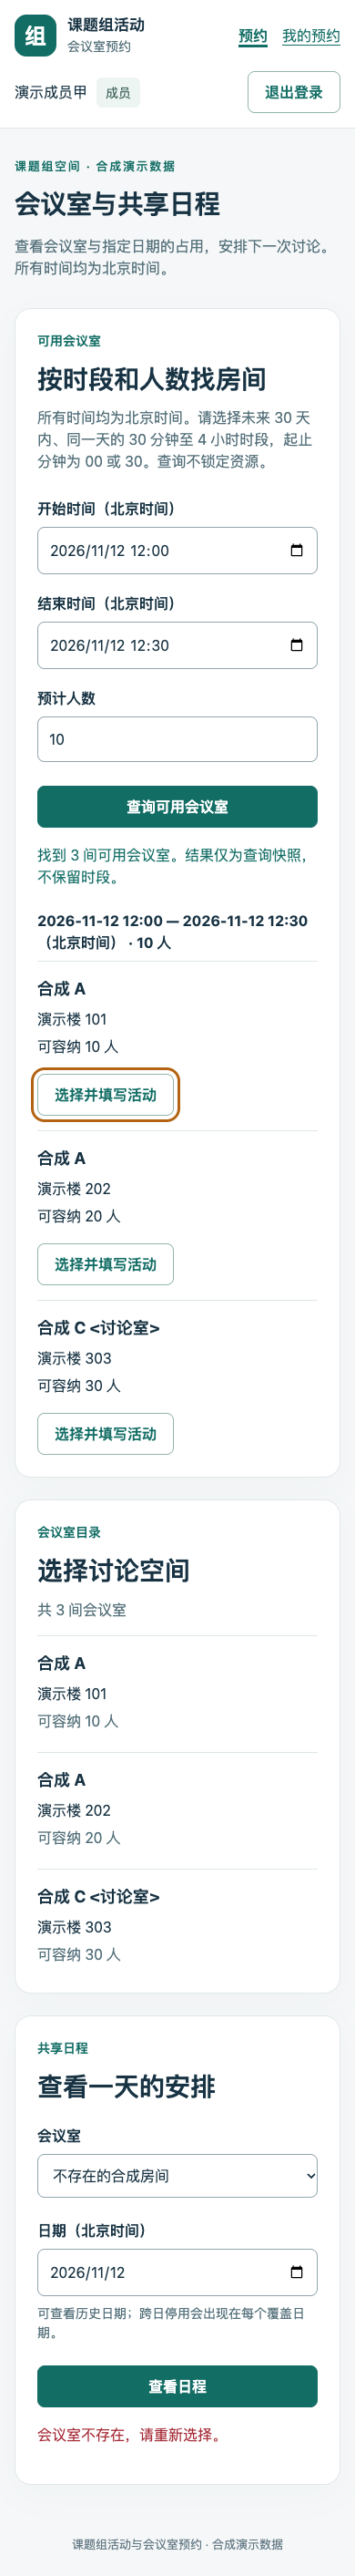 组
课题组活动
会议室预约
预约
我的预约
演示成员甲
成员
退出登录
课题组空间 · 合成演示数据
会议室与共享日程
查看会议室与指定日期的占用，安排下一次讨论。
所有时间均为北京时间。
可用会议室
按时段和人数找房间
所有时间均为北京时间。请选择未来 30 天
内、同一天的 30 分钟至 4 小时时段，起止
分钟为 00 或 30。查询不锁定资源。
开始时间（北京时间）
2026/11/12 12:00
结束时间（北京时间）
2026/11/12 12:30
预计人数
10
查询可用会议室
找到 3 间可用会议室。结果仅为查询快照，
不保留时段。
2026-11-12 12:00 — 2026-11-12 12:30
（北京时间） · 10 人
合成 A
演示楼 101
可容纳 10 人
选择并填写活动
合成 A
演示楼 202
可容纳 20 人
选择并填写活动
合成 C <讨论室>
演示楼 303
可容纳 30 人
选择并填写活动
会议室目录
选择讨论空间
共 3 间会议室
合成 A
演示楼 101
可容纳 10 人
合成 A
演示楼 202
可容纳 20 人
合成 C <讨论室>
演示楼 303
可容纳 30 人
共享日程
查看一天的安排
会议室
不存在的合成房间
日期（北京时间）
2026/11/12
可查看历史日期；跨日停用会出现在每个覆盖日
期。
查看日程
会议室不存在，请重新选择。
课题组活动与会议室预约 · 合成演示数据